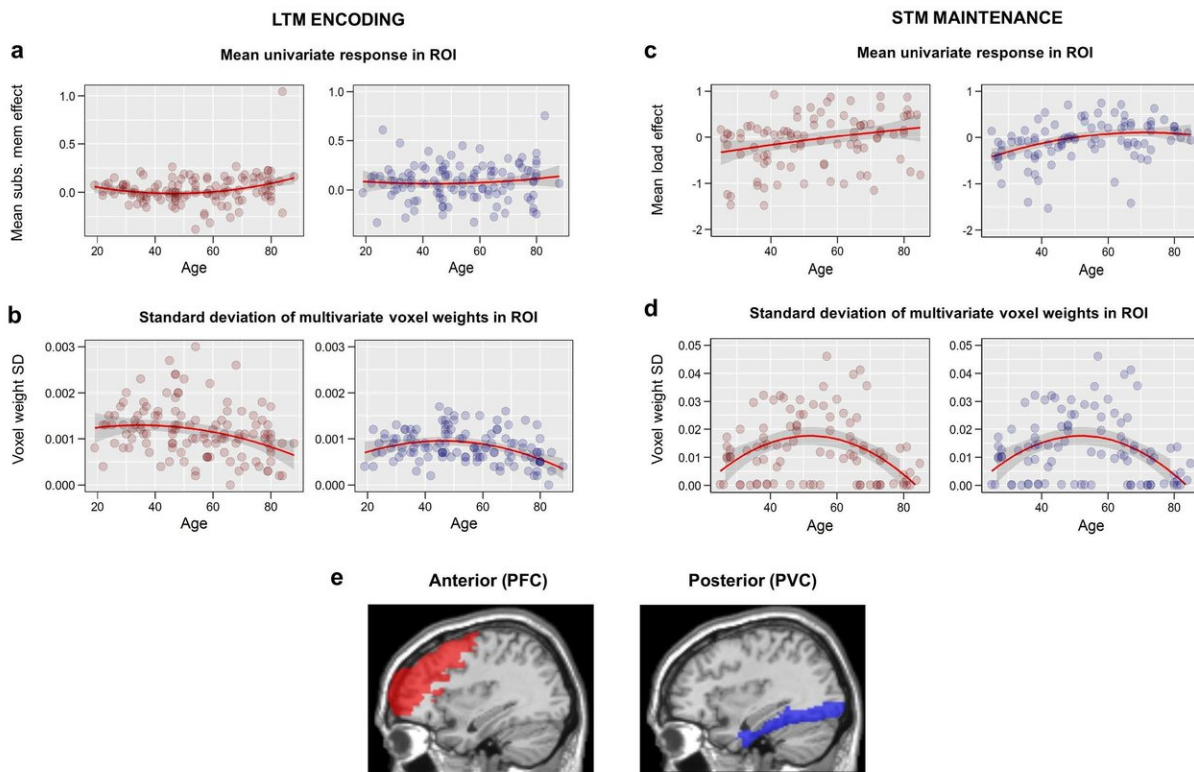 LTM ENCODING
STM MAINTENANCE
a
Mean univariate response in ROI
Mean subs. mem effect
1.0
0.5
0.0
20 40 60 80
Age
1.0
0.5
0.0
20 40 60 80
Age
c
Mean univariate response in ROI
Mean load effect
1
0
-1
-2
40 60 80
Age
1
0
-1
-2
40 60 80
Age
b
Standard deviation of multivariate voxel weights in ROI
Voxel weight SD
0.003
0.002
0.001
0.000
20 40 60 80
Age
0.003
0.002
0.001
0.000
20 40 60 80
Age
d
Standard deviation of multivariate voxel weights in ROI
Voxel weight SD
0.05
0.04
0.03
0.02
0.01
0.00
40 60 80
Age
0.05
0.04
0.03
0.02
0.01
0.00
40 60 80
Age
e
Anterior (PFC)
Posterior (PVC)